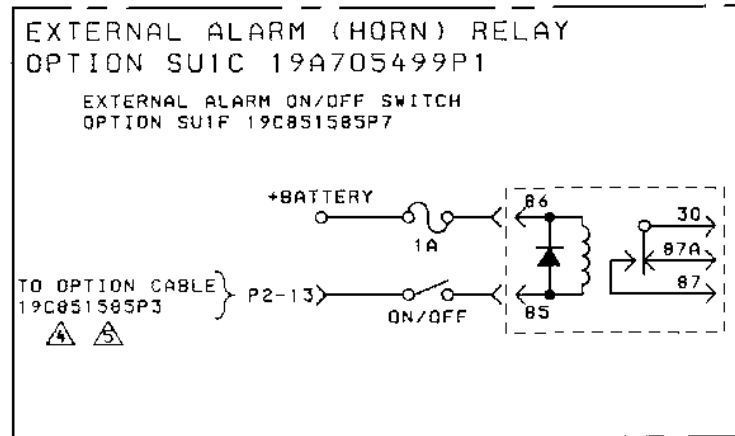 EXTERNAL ALARM (HORN) RELAY
OPTION SU1C 19A705499P1
EXTERNAL ALARM ON/OFF SWITCH
OPTION SU1F 19C851585P7
+BATTERY
86
30
1A
87A
TO OPTION CABLE
19C851585P3
P2-13
87
ON/OFF
85
4 5